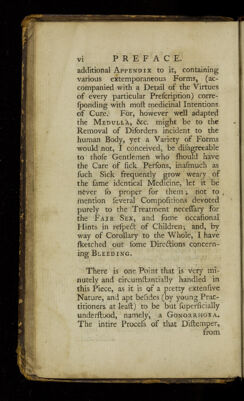 vi PREFACE.
additional APPENDIX to it, containing
various extemporaneous Forms, (ac-
companied with a Detail of the Virtues
of every particular Prescription) corre-
sponding with most medicinal Intentions
of Cure. For, however well adapted
the MEDULLA, &c. might be to the
Removal of Disorders incident to the
human Body, yet a Variety of Forms
would not, I conceived, be disagreeable
to those Gentlemen who should have
the Care of sick Persons, inasmuch as
such Sick frequently grow weary of
the same identical Medicine, let it be
never so proper for them; not to
mention several Compositions devoted
purely to the Treatment necessary for
the FAIR SEX, and some occasional
Hints in respect of Children; and, by
way of Corollary to the Whole, I have
sketched out some Directions concern-
ing BLEEDING.
There is one Point that is very mi-
nutely and circumstantially handled in
this Piece, as it is of a pretty extensive
Nature, and apt besides (by young Prac-
titioners at least) to be but superficially
understood, namely, a GONORRHOEA.
The intire Process of that Distemper,
from